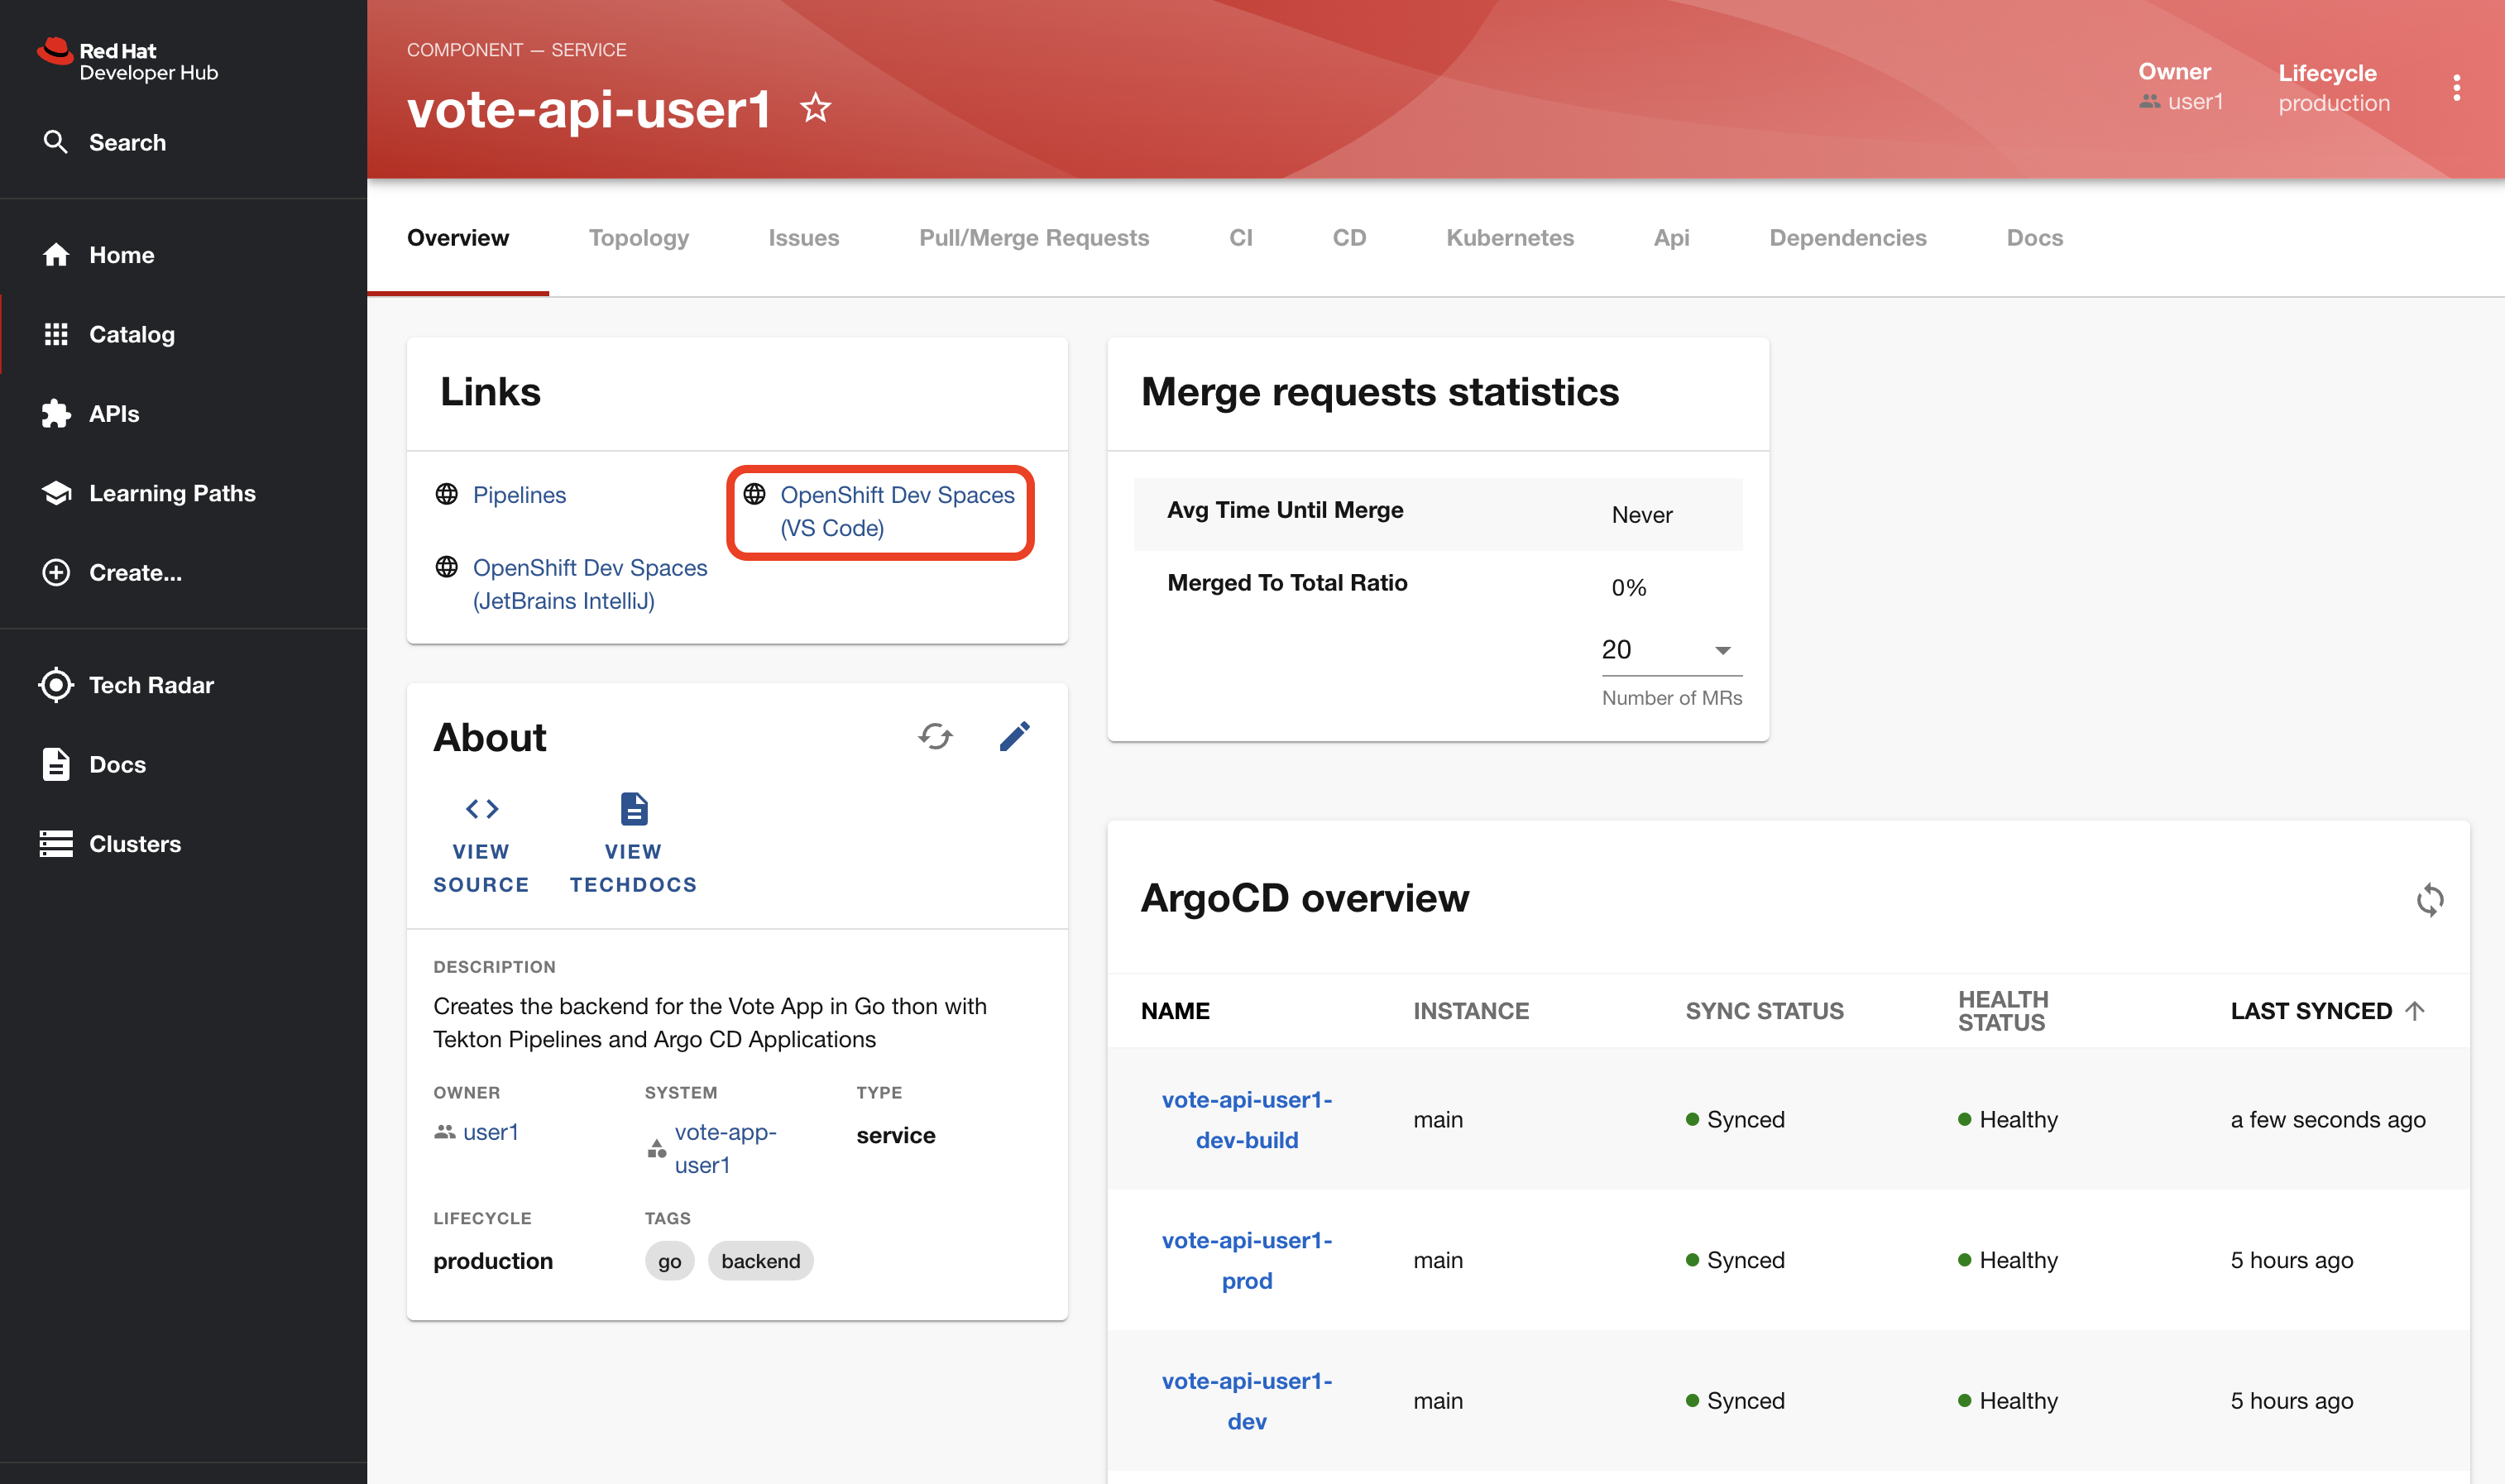 Red Hat
Developer Hub
Search
Home
Catalog
APIs
Learning Paths
Create...
Tech Radar
Docs
Clusters
COMPONENT — SERVICE
vote-api-user1
Owner
user1
Lifecycle
production
Overview
Topology
Issues
Pull/Merge Requests
CI
CD
Kubernetes
Api
Dependencies
Docs
Links
Pipelines
OpenShift Dev Spaces
(VS Code)
OpenShift Dev Spaces
(JetBrains IntelliJ)
Merge requests statistics
Avg Time Until Merge
Never
Merged To Total Ratio
0%
20
Number of MRs
About
VIEW
SOURCE
VIEW
TECHDOCS
DESCRIPTION
Creates the backend for the Vote App in Go thon with
Tekton Pipelines and Argo CD Applications
OWNER
user1
SYSTEM
vote-app-
user1
TYPE
service
LIFECYCLE
production
TAGS
go
backend
ArgoCD overview
NAME
INSTANCE
SYNC STATUS
HEALTH
STATUS
LAST SYNCED
vote-api-user1-
dev-build
main
Synced
Healthy
a few seconds ago
vote-api-user1-
prod
main
Synced
Healthy
5 hours ago
vote-api-user1-
dev
main
Synced
Healthy
5 hours ago